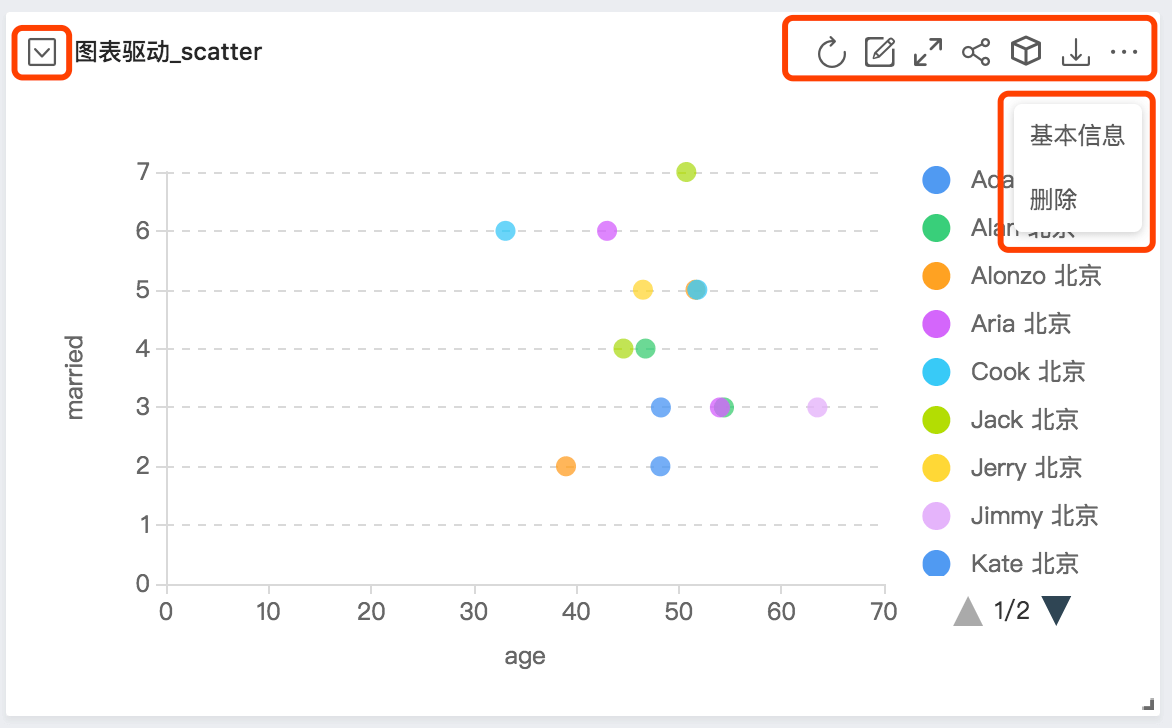 图表驱动_scatter
基本信息
删除
Alan 北京
Alonzo 北京
Aria 北京
Cook 北京
Jack 北京
Jerry 北京
Jimmy 北京
Kate 北京
1/2
married
7
6
5
4
3
2
1
0
0 10 20 30 40 50 60 70
age